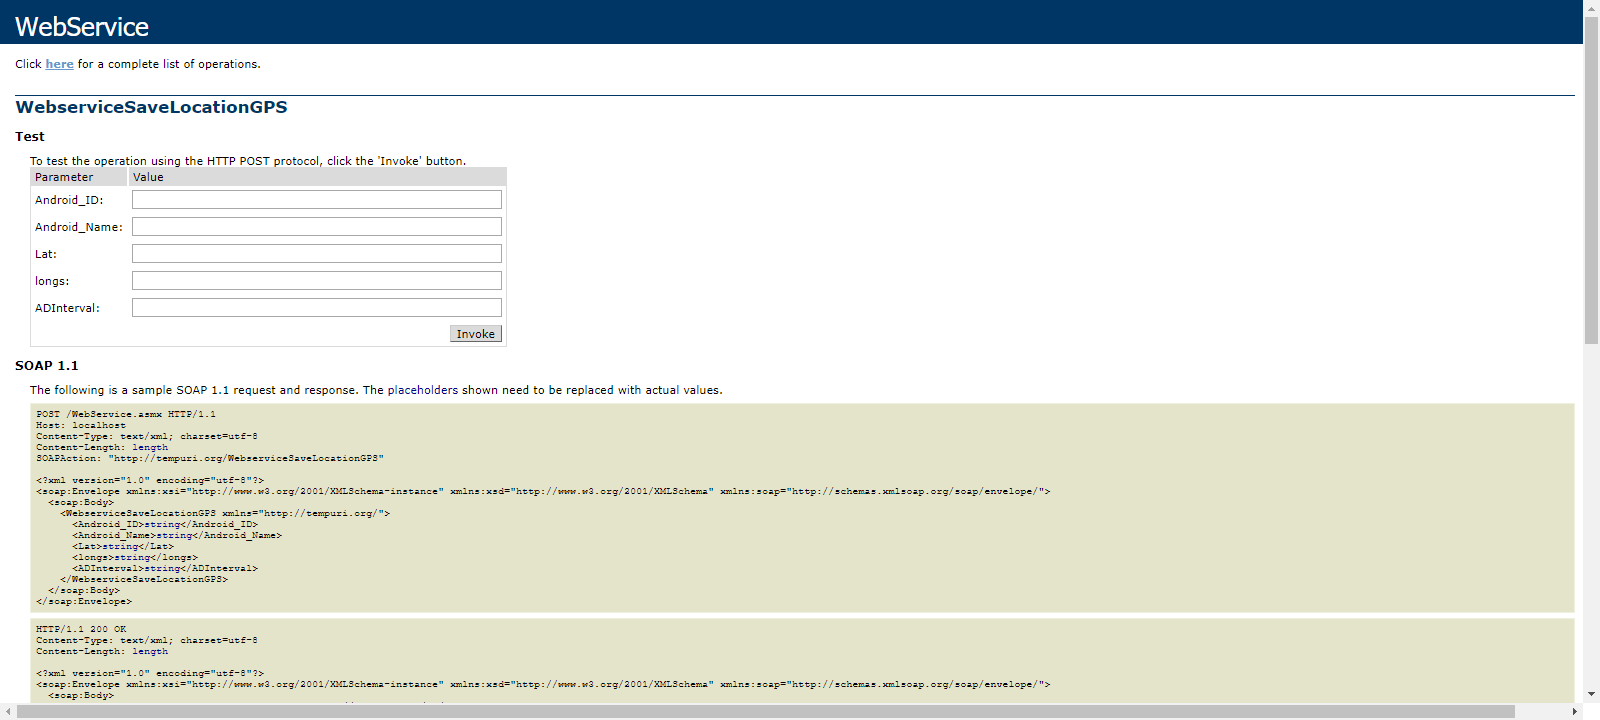 WebService
Click here for a complete list of operations.
WebserviceSaveLocationGPS
Test
To test the operation using the HTTP POST protocol, click the 'Invoke' button.
Parameter Value
Android_ID:
Android_Name:
Lat:
longs:
ADInterval:
Invoke
SOAP 1.1
The following is a sample SOAP 1.1 request and response. The placeholders shown need to be replaced with actual values.
POST /WebService.asmx HTTP/1.1
Host: localhost
Content-Type: text/xml; charset=utf-8
Content-Length: length
SOAPAction: "http://tempuri.org/WebserviceSaveLocationGPS"
<?xml version="1.0" encoding="utf-8"?>
<soap:Envelope xmlns:xsi="http://www.w3.org/2001/XMLSchema-instance" xmlns:xsd="http://www.w3.org/2001/XMLSchema" xmlns:soap="http://schemas.xmlsoap.org/soap/envelope/">
<soap:Body>
<WebserviceSaveLocationGPS xmlns="http://tempuri.org/">
<Android_ID>string</Android_ID>
<Android_Name>string</Android_Name>
<Lat>string</Lat>
<longs>string</longs>
<ADInterval>string</ADInterval>
</WebserviceSaveLocationGPS>
</soap:Body>
</soap:Envelope>
HTTP/1.1 200 OK
Content-Type: text/xml; charset=utf-8
Content-Length: length
<?xml version="1.0" encoding="utf-8"?>
<soap:Envelope xmlns:xsi="http://www.w3.org/2001/XMLSchema-instance" xmlns:xsd="http://www.w3.org/2001/XMLSchema" xmlns:soap="http://schemas.xmlsoap.org/soap/envelope/">
<soap:Body>